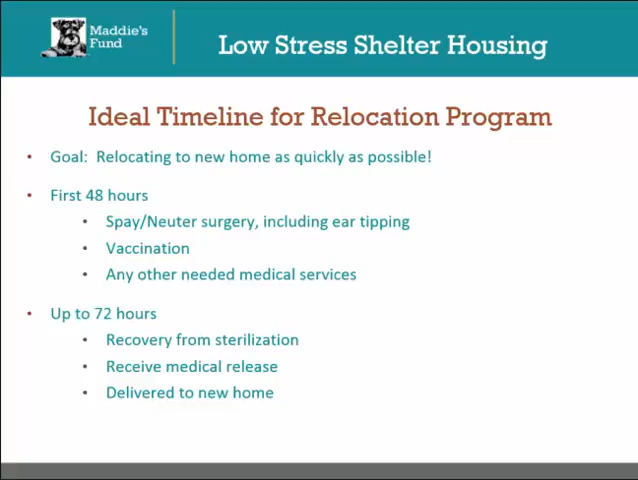 Maddie's
Fund
Low Stress Shelter Housing
Ideal Timeline for Relocation Program
• Goal: Relocating to new home as quickly as possible!
• First 48 hours
• Spay/Neuter surgery, including ear tipping
• Vaccination
• Any other needed medical services
• Up to 72 hours
• Recovery from sterilization
• Receive medical release
• Delivered to new home